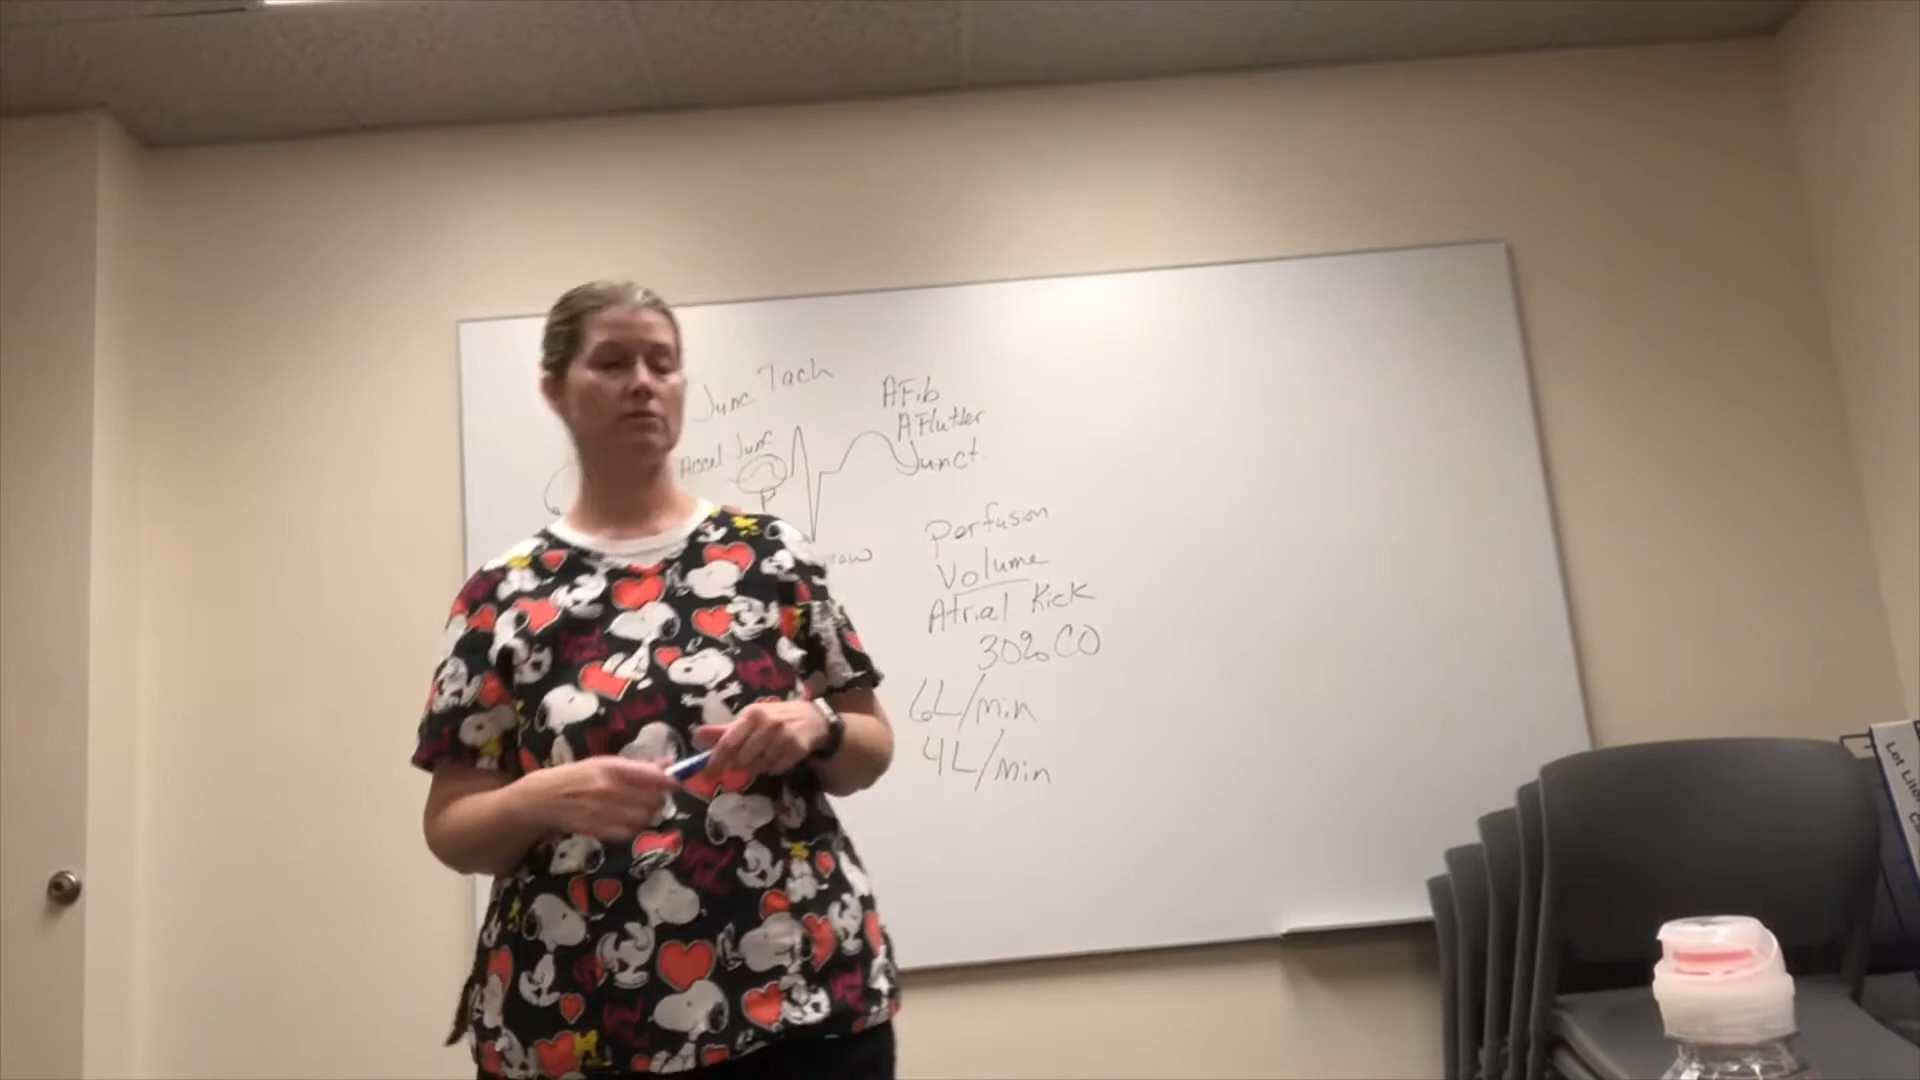 Junc Tach
Accel Junc
P
AFib
AFlutter
Junct.
Perfusion
Volume
Atrial Kick
30% CO
6L/min
4L/min